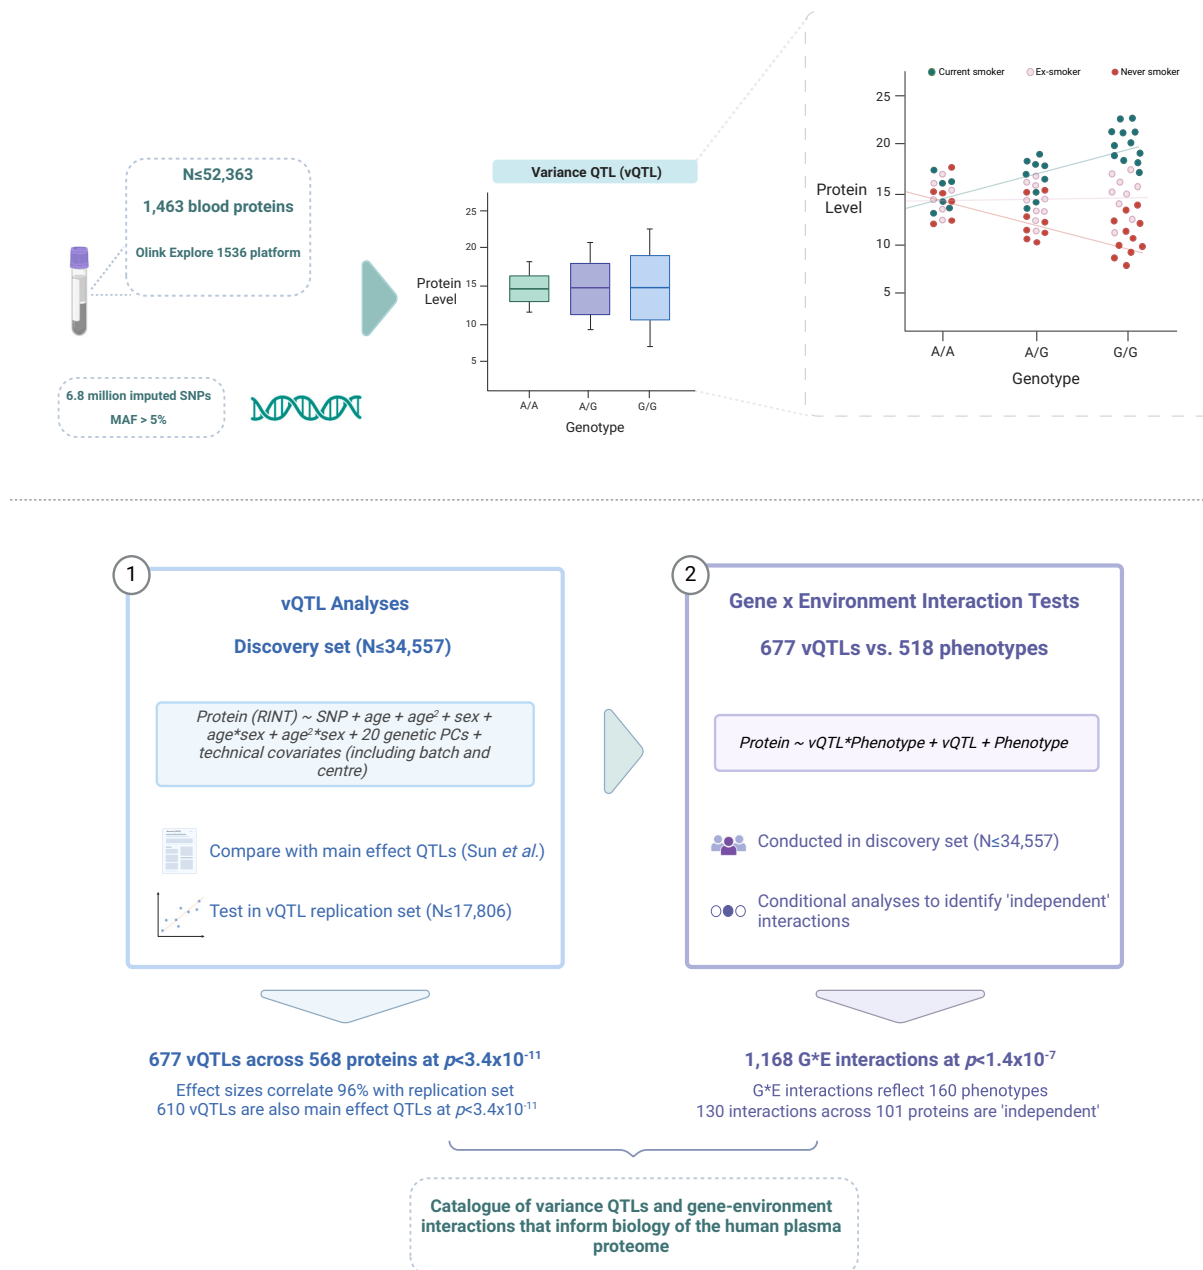 N≤52,363
1,463 blood proteins
Olink Explore 1536 platform
6.8 million imputed SNPs
MAF > 5%
Variance QTL (vQTL)
25
20
15
10
5
Protein
Level
A/A
A/G
G/G
Genotype
Current smoker
Ex-smoker
Never smoker
25
20
15
10
5
Protein
Level
A/A
A/G
G/G
Genotype
1
vQTL Analyses
Discovery set (N≤34,557)
Protein (RINT) ~ SNP + age + age² + sex +
age*sex + age²*sex + 20 genetic PCs +
technical covariates (including batch and
centre)
Compare with main effect QTLs (Sun et al.)
Test in vQTL replication set (N≤17,806)
677 vQTLs across 568 proteins at p<3.4x10⁻¹¹
Effect sizes correlate 96% with replication set
610 vQTLs are also main effect QTLs at p<3.4x10⁻¹¹
2
Gene x Environment Interaction Tests
677 vQTLs vs. 518 phenotypes
Protein ~ vQTL*Phenotype + vQTL + Phenotype
Conducted in discovery set (N≤34,557)
Conditional analyses to identify 'independent'
interactions
1,168 G*E interactions at p<1.4x10⁻⁷
G*E interactions reflect 160 phenotypes
130 interactions across 101 proteins are 'independent'
Catalogue of variance QTLs and gene-environment
interactions that inform biology of the human plasma
proteome